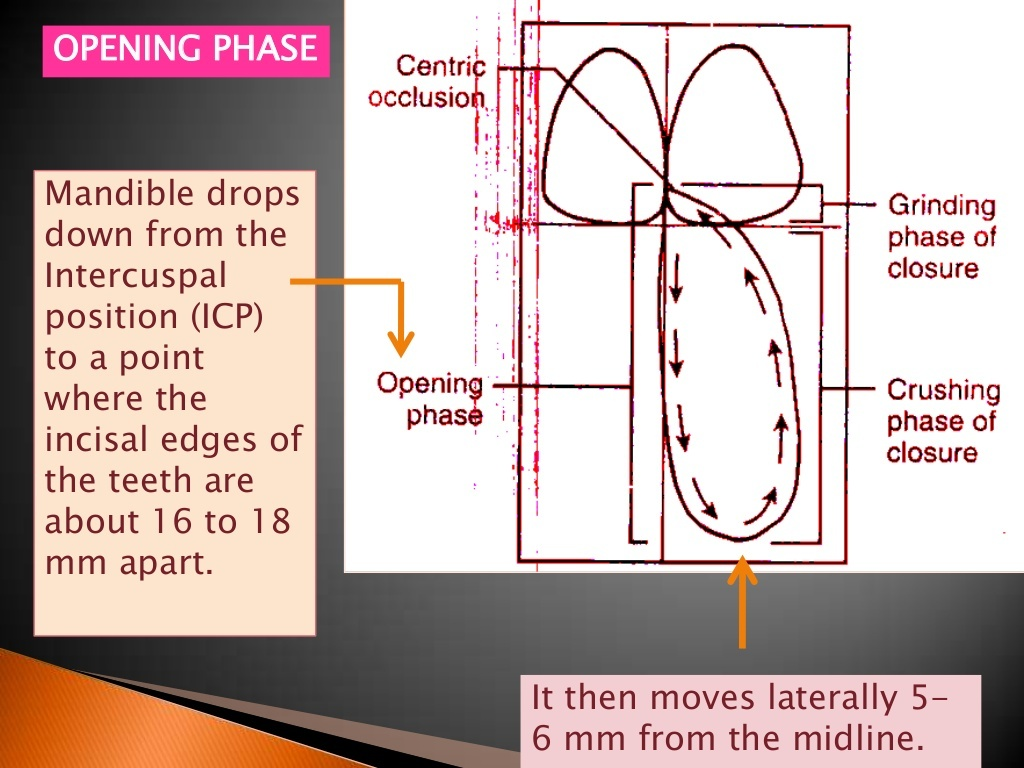 OPENING PHASE
Mandible drops
down from the
Intercuspal
position (ICP)
to a point
where the
incisal edges of
the teeth are
about 16 to 18
mm apart.
Centric
occlusion
Opening
phase
Grinding
phase of
closure
Crushing
phase of
closure
It then moves laterally 5-
6 mm from the midline.